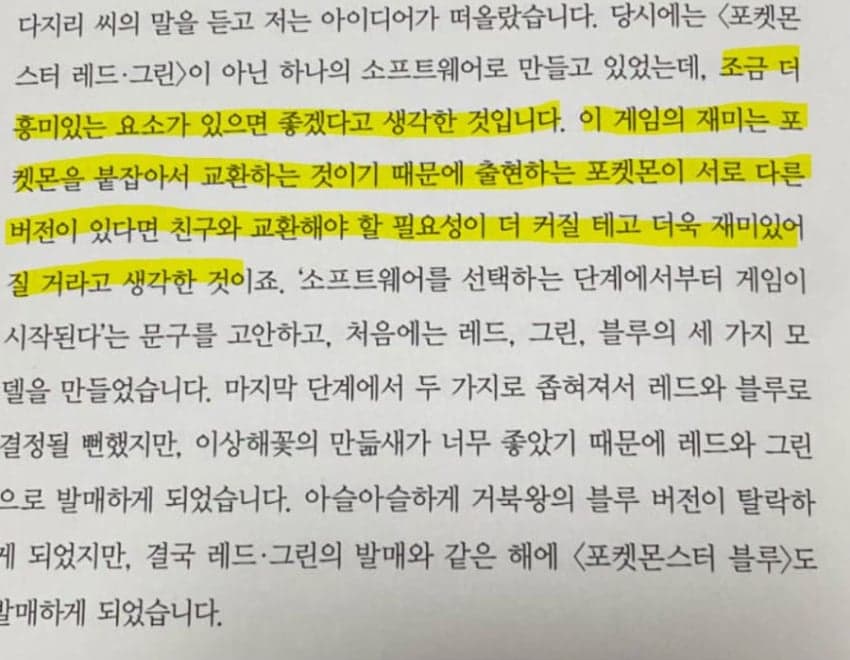 다지리 씨의 말을 듣고 저는 아이디어가 떠올랐습니다. 당시에는 〈포켓몬
스터 레드·그린〉이 아닌 하나의 소프트웨어로 만들고 있었는데, 조금 더
흥미있는 요소가 있으면 좋겠다고 생각한 것입니다. 이 게임의 재미는 포
켓몬을 붙잡아서 교환하는 것이기 때문에 출현하는 포켓몬이 서로 다른
버전이 있다면 친구와 교환해야 할 필요성이 더 커질 테고 더욱 재미있어
질 거라고 생각한 것이죠. ‘소프트웨어를 선택하는 단계에서부터 게임이
시작된다’는 문구를 고안하고, 처음에는 레드, 그린, 블루의 세 가지 모
델을 만들었습니다. 마지막 단계에서 두 가지로 좁혀져서 레드와 블루로
결정될 뻔했지만, 이상해꽃의 만듦새가 너무 좋았기 때문에 레드와 그린
으로 발매하게 되었습니다. 아슬아슬하게 거북왕의 블루 버전이 탈락하
게 되었지만, 결국 레드·그린의 발매와 같은 해에 〈포켓몬스터 블루〉도
발매하게 되었습니다.